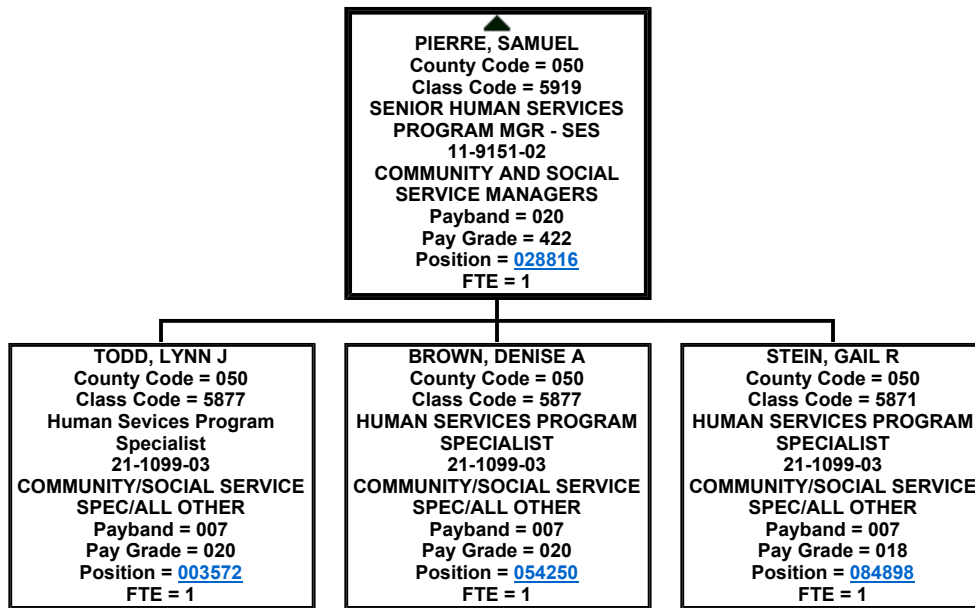 PIERRE, SAMUEL
County Code = 050
Class Code = 5919
SENIOR HUMAN SERVICES
PROGRAM MGR - SES
11-9151-02
COMMUNITY AND SOCIAL
SERVICE MANAGERS
Payband = 020
Pay Grade = 422
Position = 028816
FTE = 1
TODD, LYNN J
County Code = 050
Class Code = 5877
Human Sevices Program
Specialist
21-1099-03
COMMUNITY/SOCIAL SERVICE
SPEC/ALL OTHER
Payband = 007
Pay Grade = 020
Position = 003572
FTE = 1
BROWN, DENISE A
County Code = 050
Class Code = 5877
HUMAN SERVICES PROGRAM
SPECIALIST
21-1099-03
COMMUNITY/SOCIAL SERVICE
SPEC/ALL OTHER
Payband = 007
Pay Grade = 020
Position = 054250
FTE = 1
STEIN, GAIL R
County Code = 050
Class Code = 5871
HUMAN SERVICES PROGRAM
SPECIALIST
21-1099-03
COMMUNITY/SOCIAL SERVICE
SPEC/ALL OTHER
Payband = 007
Pay Grade = 018
Position = 084898
FTE = 1